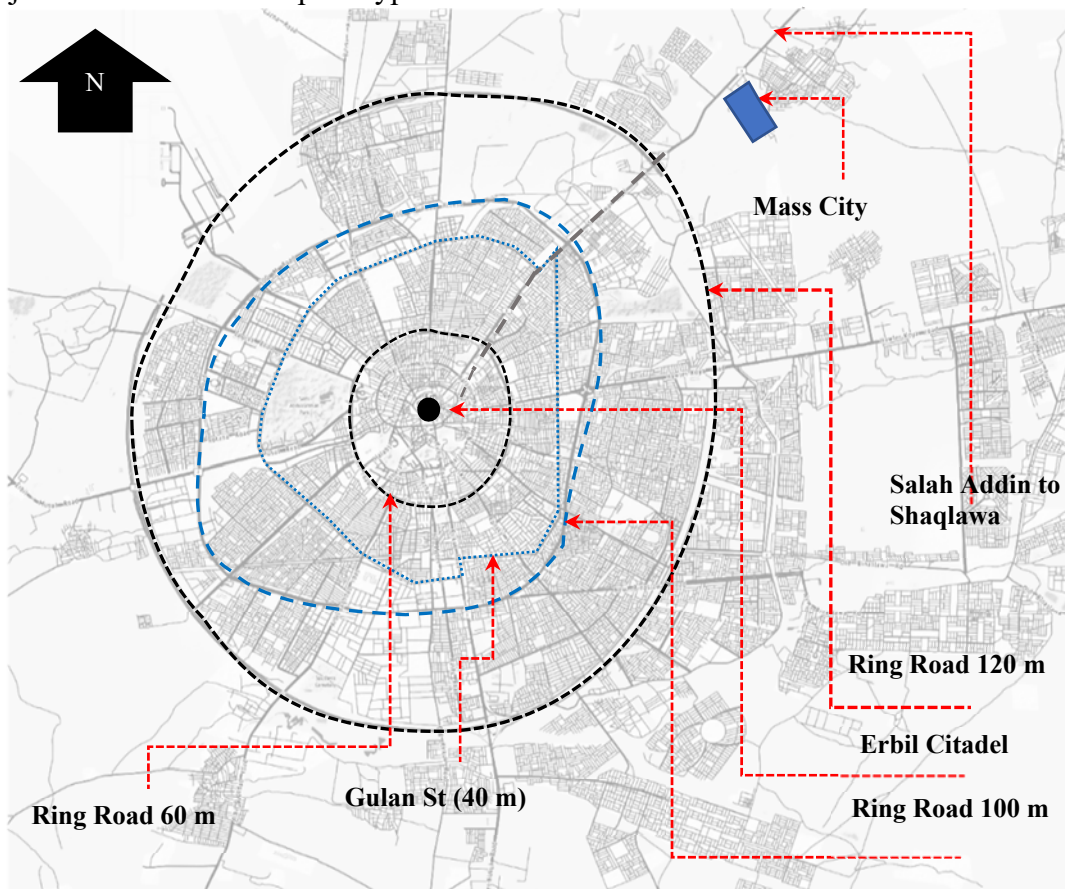 N
Mass City
Salah Addin to
Shaqlawa
Ring Road 120 m
Erbil Citadel
Gulan St (40 m)
Ring Road 60 m
Ring Road 100 m